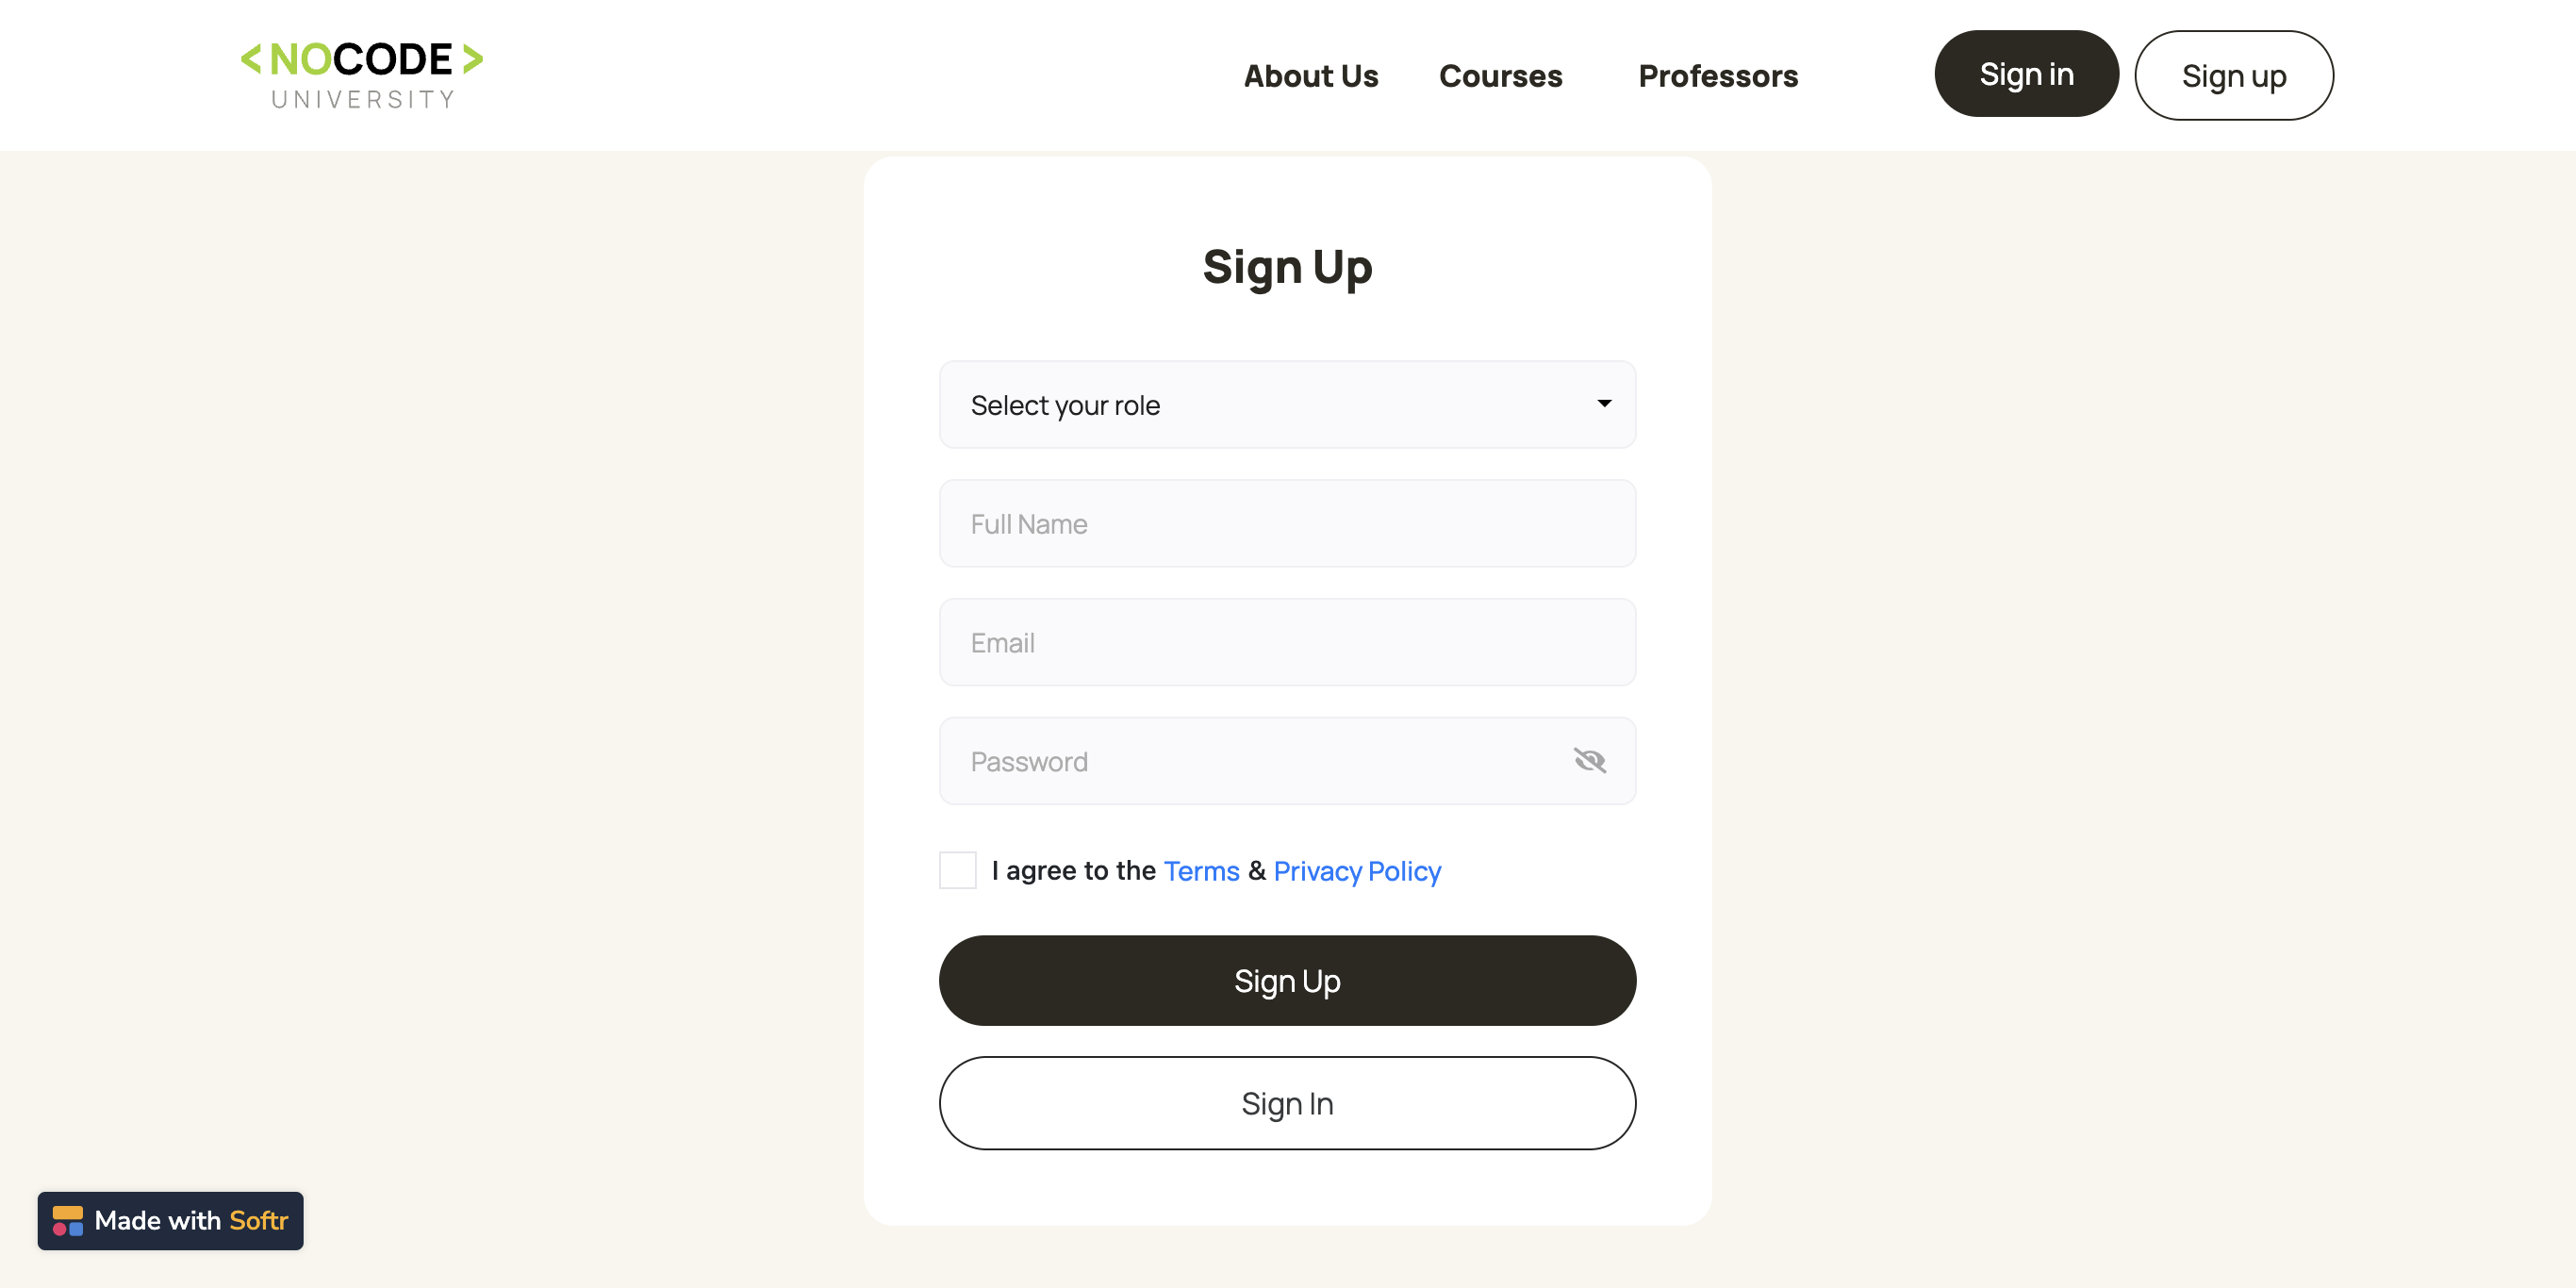 <NOCODE>
UNIVERSITY
About Us Courses Professors Sign in Sign up
Sign Up
Select your role
Full Name
Email
Password
I agree to the Terms & Privacy Policy
Sign Up
Sign In
Made with Softr